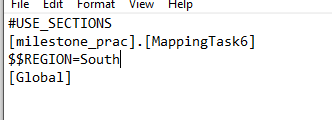 File Edit Format View Help
#USE_SECTIONS
[milestone_prac].[MappingTask6]
$$REGION=South
[Global]